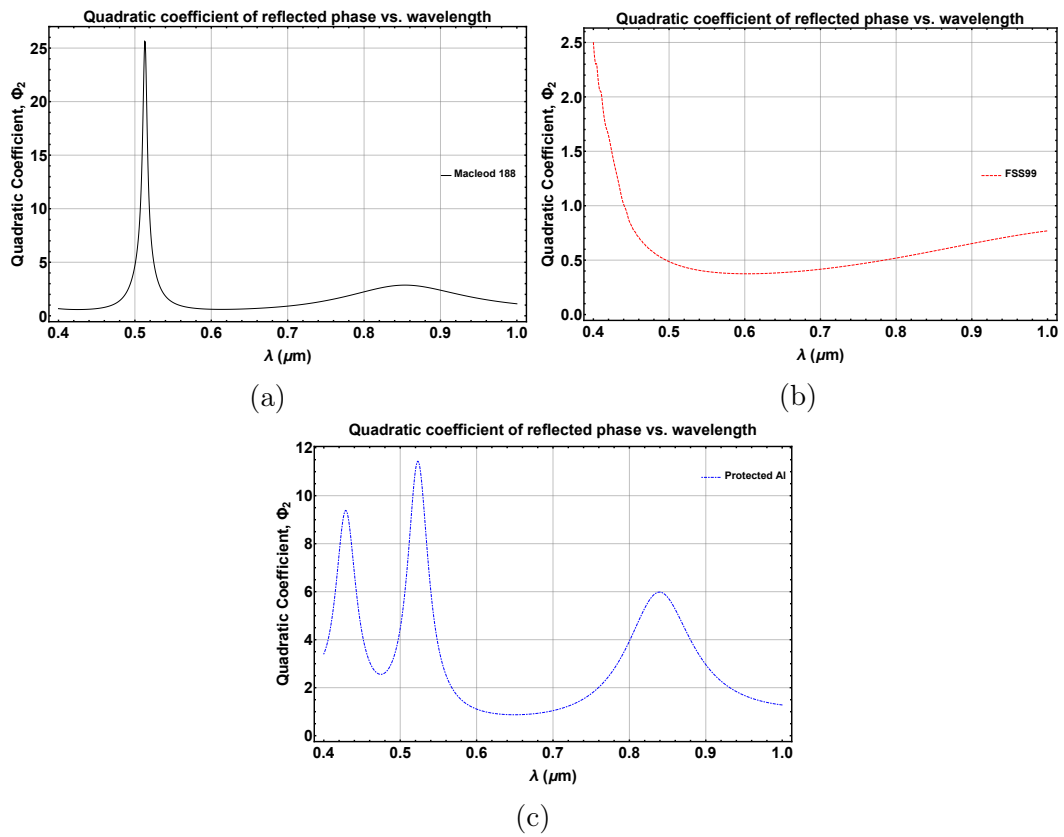 Quadratic coefficient of reflected phase vs. wavelength
Quadratic Coefficient, Φ2
25
20
15
10
5
0
0.4 0.5 0.6 0.7 0.8 0.9 1.0
λ (μm)
Macleod 188
(a)
Quadratic coefficient of reflected phase vs. wavelength
Quadratic Coefficient, Φ2
2.5
2.0
1.5
1.0
0.5
0.0
0.4 0.5 0.6 0.7 0.8 0.9 1.0
λ (μm)
FSS99
(b)
Quadratic coefficient of reflected phase vs. wavelength
Quadratic Coefficient, Φ2
12
10
8
6
4
2
0
0.4 0.5 0.6 0.7 0.8 0.9 1.0
λ (μm)
Protected Al
(c)